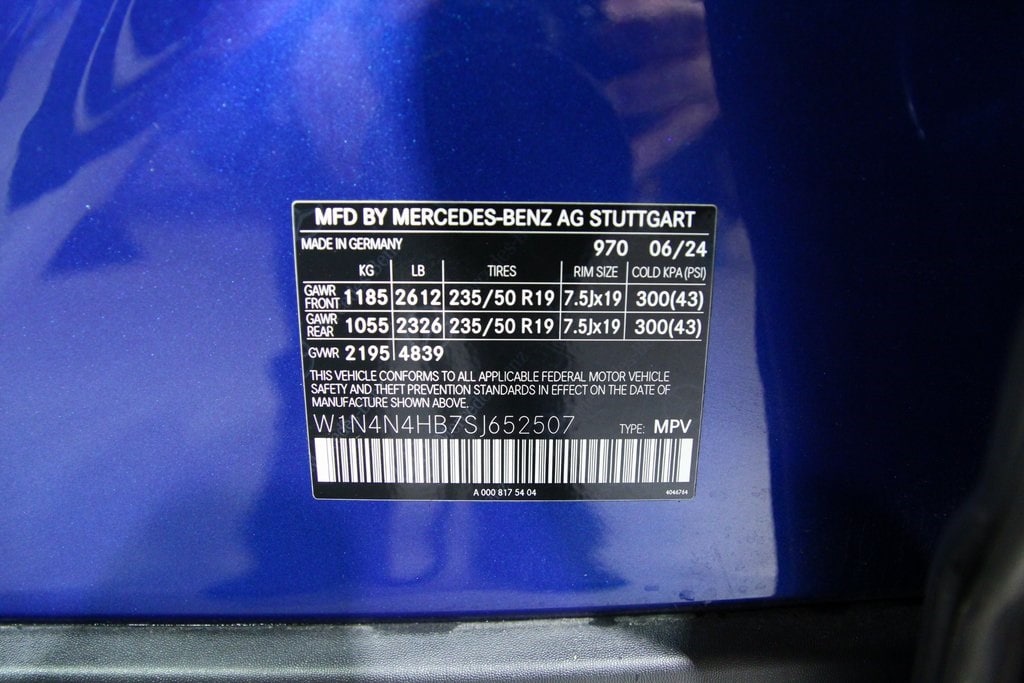 MFD BY MERCEDES-BENZ AG STUTTGART
MADE IN GERMANY 970 06/24
KG LB TIRES RIM SIZE COLD KPA (PSI)
GAWR FRONT 1185 2612 235/50 R19 7.5Jx19 300(43)
GAWR REAR 1055 2326 235/50 R19 7.5Jx19 300(43)
GVWR 2195 4839
THIS VEHICLE CONFORMS TO ALL APPLICABLE FEDERAL MOTOR VEHICLE
SAFETY AND THEFT PREVENTION STANDARDS IN EFFECT ON THE DATE OF
MANUFACTURE SHOWN ABOVE.
W1N4N4HB7SJ652507 TYPE: MPV
A 000 817 54 04 4046764